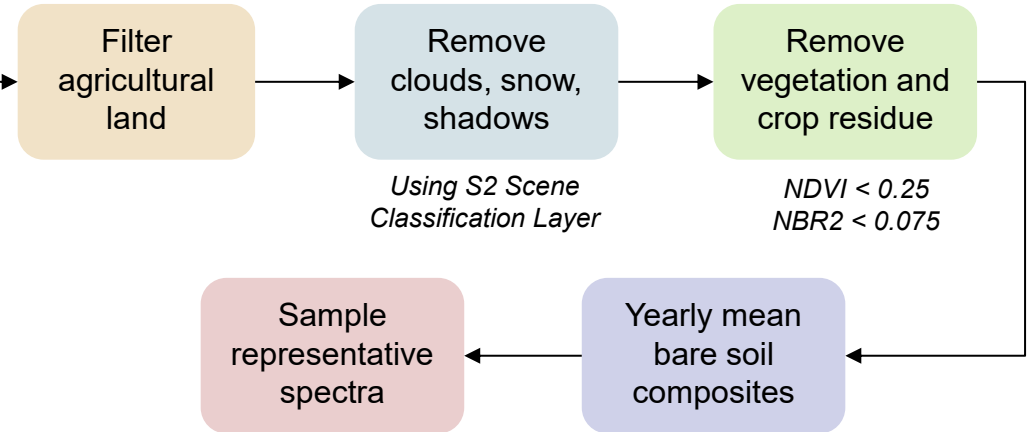 Filter
agricultural
land
Remove
clouds, snow,
shadows
Using S2 Scene
Classification Layer
Remove
vegetation and
crop residue
NDVI < 0.25
NBR2 < 0.075
Yearly mean
bare soil
composites
Sample
representative
spectra